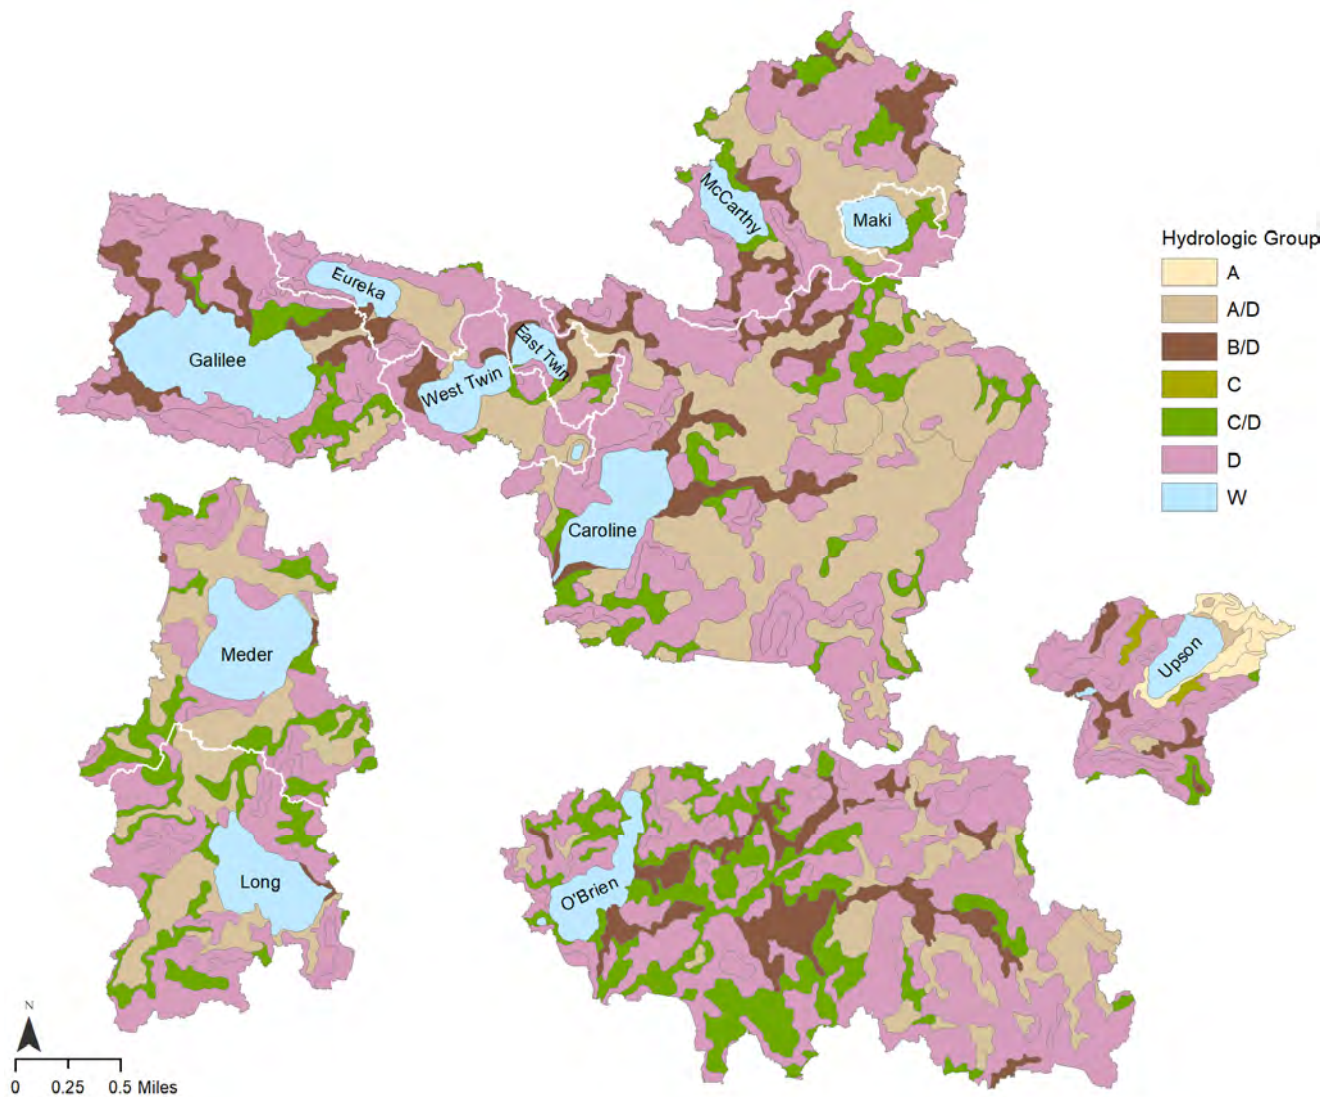 McCarthy
Maki
Hydrologic Group
A
A/D
B/D
C
C/D
D
W
Eureka
Galilee
East Twin
West Twin
Caroline
Meder
Upson
Long
O'Brien
N
0 0.25 0.5 Miles